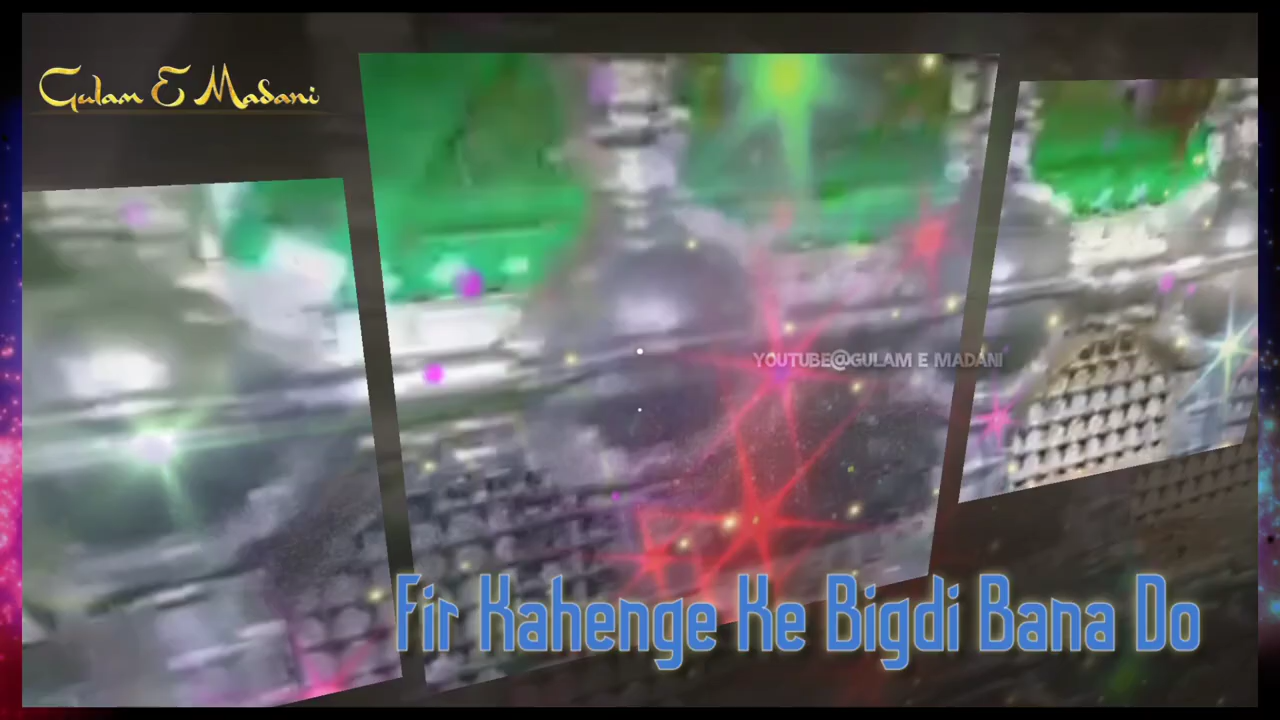 Gulam E Madani
YOUTUBE@GULAM E MADANI
Fir Kahenge Ke Bigdi Bana Do